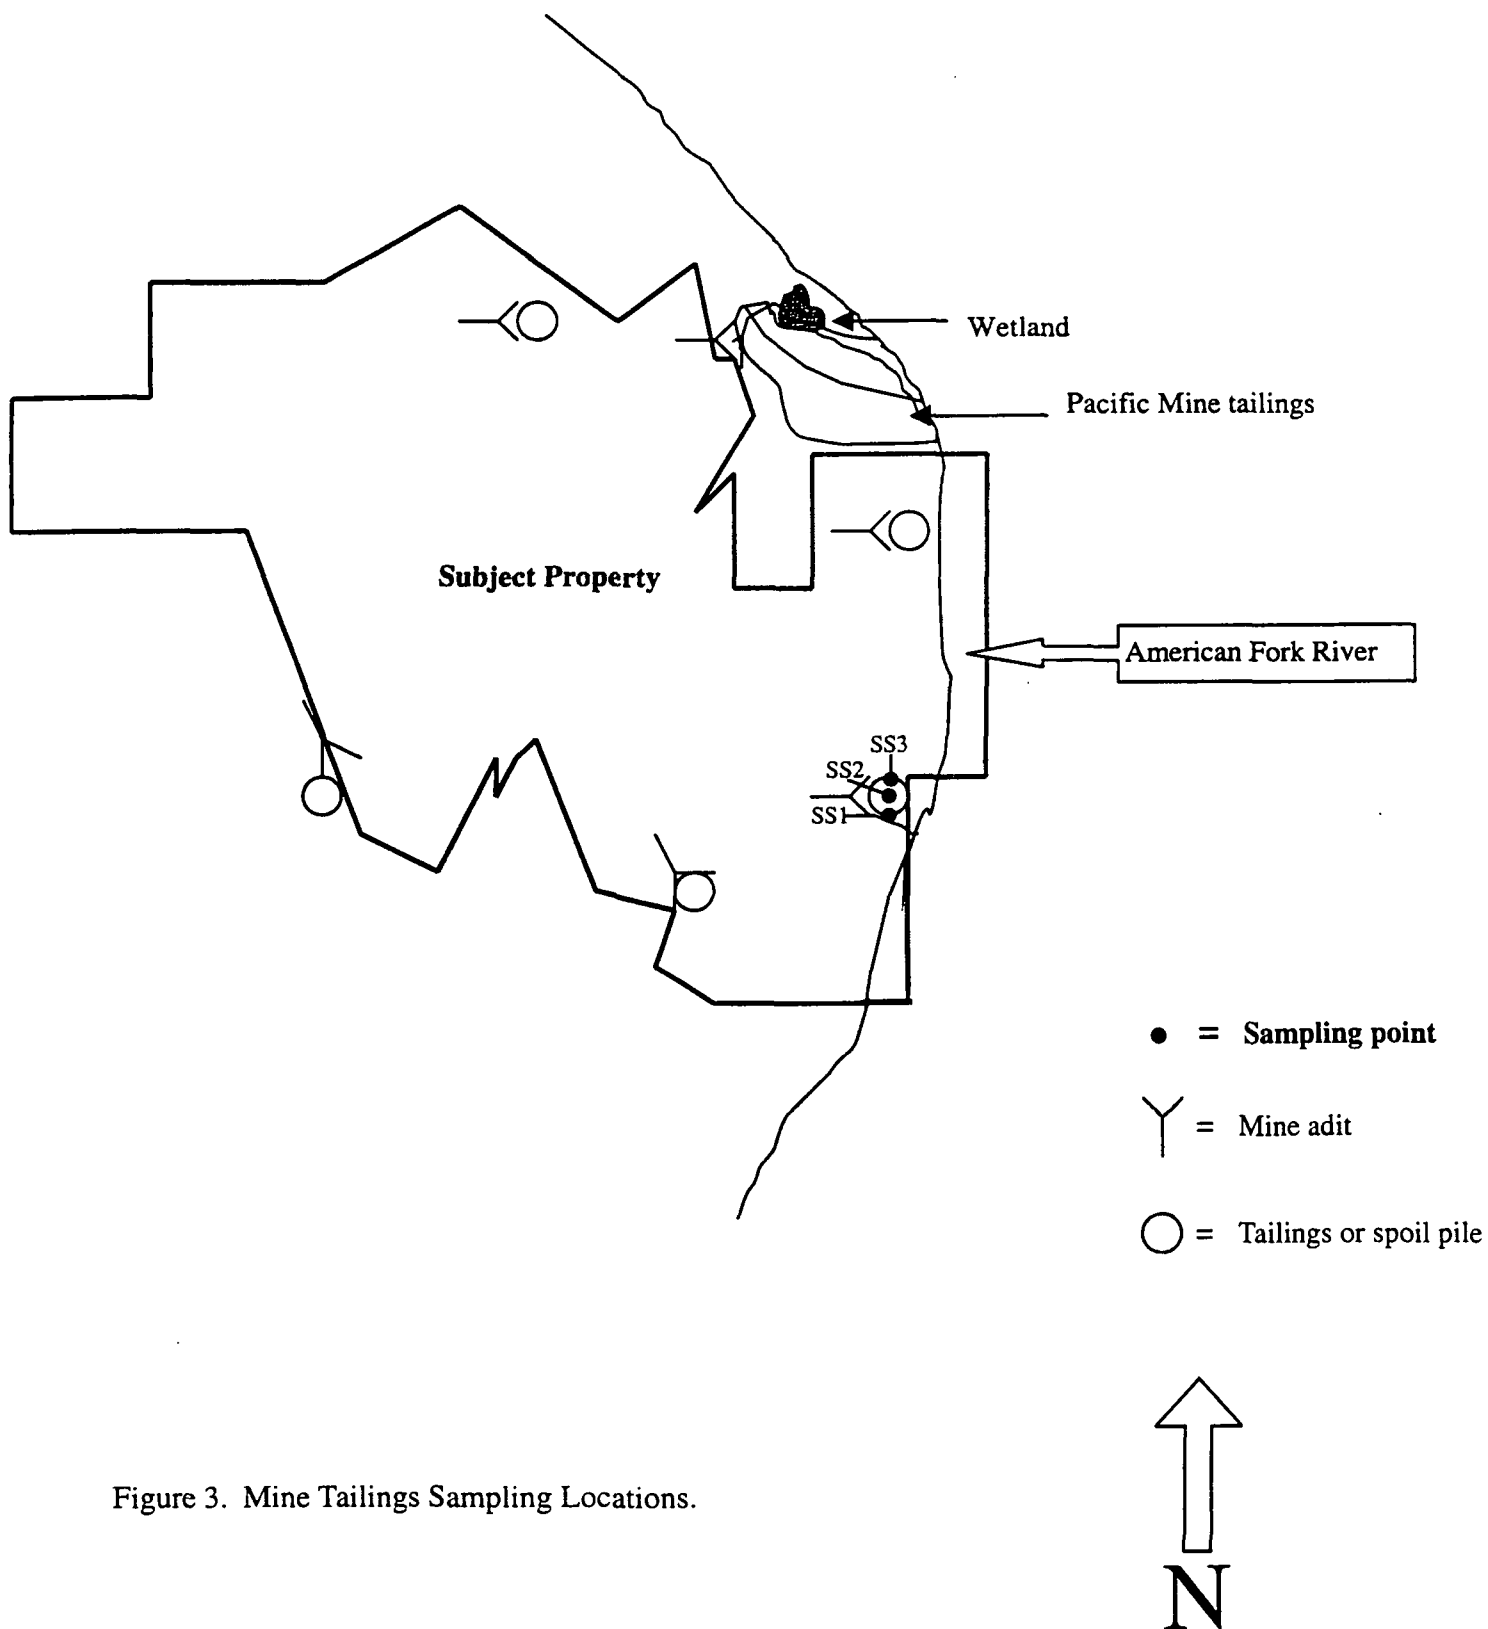 Wetland
Pacific Mine tailings
Subject Property
American Fork River
SS3
SS2
SS1
= Sampling point
= Mine adit
= Tailings or spoil pile
Figure 3. Mine Tailings Sampling Locations.
N